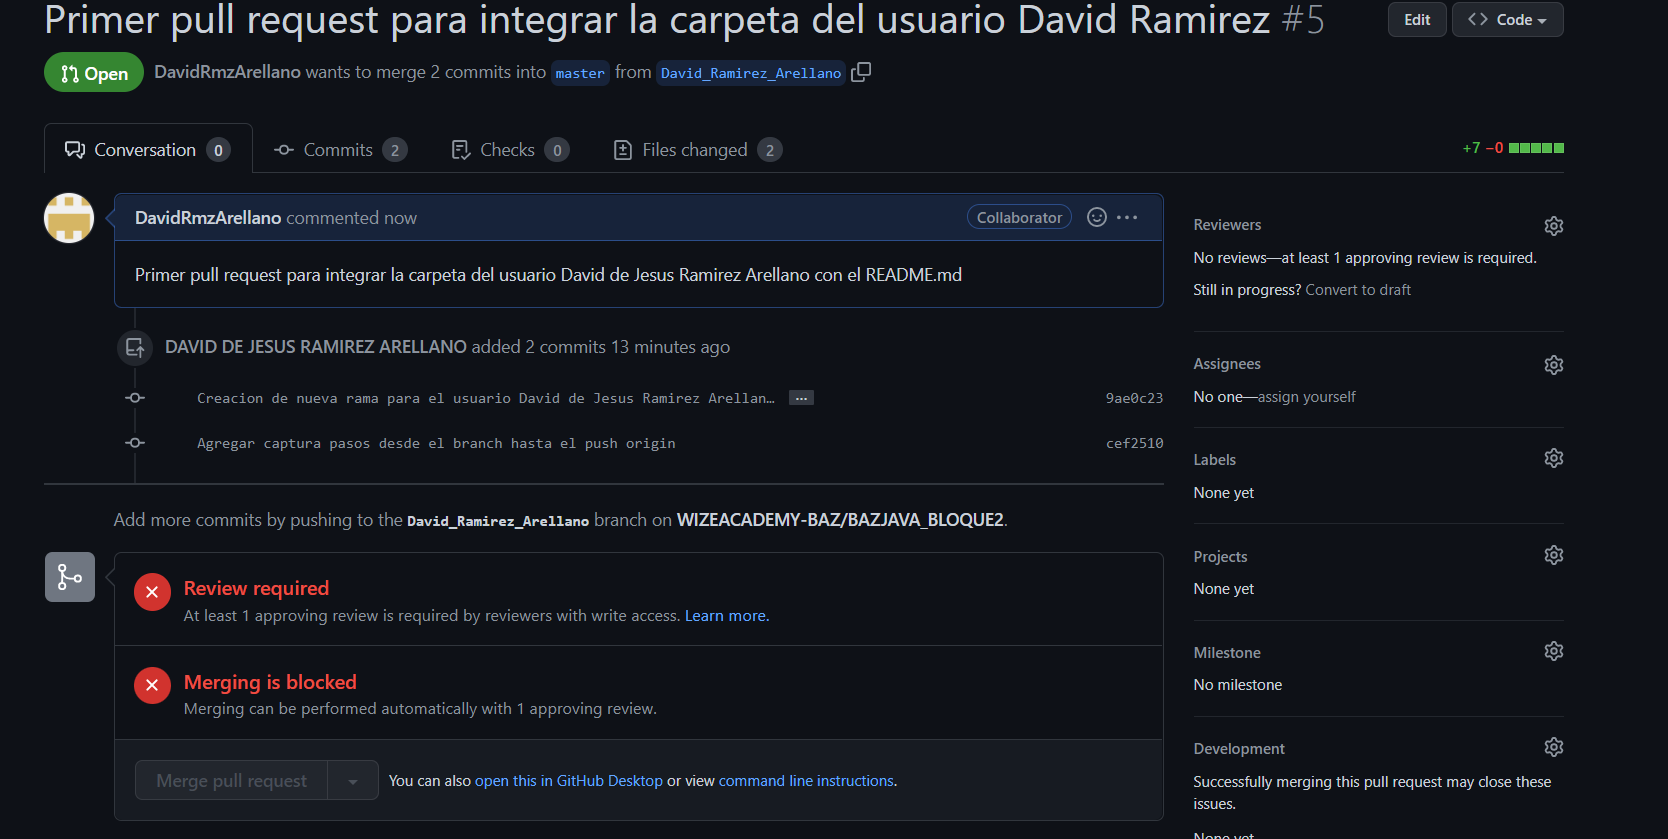 Primer pull request para integrar la carpeta del usuario David Ramirez #5
Edit
<> Code
Open
DavidRmzArellano wants to merge 2 commits into master from David_Ramirez_Arellano
Conversation 0
Commits 2
Checks 0
Files changed 2
+7 −0
DavidRmzArellano commented now
Collaborator
Primer pull request para integrar la carpeta del usuario David de Jesus Ramirez Arellano con el README.md
DAVID DE JESUS RAMIREZ ARELLANO added 2 commits 13 minutes ago
Creacion de nueva rama para el usuario David de Jesus Ramirez Arellan… ...
9ae0c23
Agregar captura pasos desde el branch hasta el push origin
cef2510
Add more commits by pushing to the David_Ramirez_Arellano branch on WIZEACADEMY-BAZ/BAZJAVA_BLOQUE2.
Review required
At least 1 approving review is required by reviewers with write access. Learn more.
Merging is blocked
Merging can be performed automatically with 1 approving review.
Merge pull request
You can also open this in GitHub Desktop or view command line instructions.
Reviewers
No reviews—at least 1 approving review is required.
Still in progress? Convert to draft
Assignees
No one—assign yourself
Labels
None yet
Projects
None yet
Milestone
No milestone
Development
Successfully merging this pull request may close these
issues.
None yet